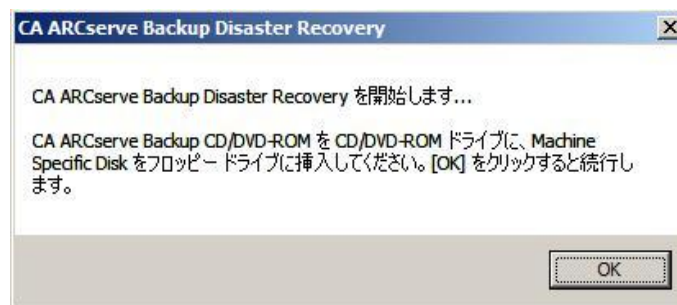 CA ARCserve Backup Disaster Recovery
CA ARCserve Backup Disaster Recovery を開始します...
CA ARCserve Backup CD/DVD-ROM を CD/DVD-ROM ドライブに、Machine
Specific Disk をフロッピー ドライブに挿入してください。[OK] をクリックすると続行し
ます。
OK